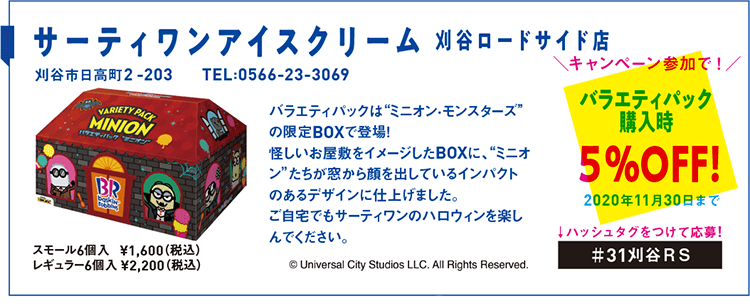 サーティワンアイスクリーム 刈谷ロードサイド店
刈谷市日高町2-203 TEL:0566-23-3069
VARIETY PACK
MINION
バラエティパック "ミニオン"
BR
Baskin Robbins
スモール6個入 ¥1,600(税込)
レギュラー6個入 ¥2,200(税込)
バラエティパックは“ミニオン・モンスターズ”
の限定BOXで登場!
怪しいお屋敷をイメージしたBOXに、“ミニオ
ン”たちが窓から顔を出しているインパクト
のあるデザインに仕上げました。
ご自宅でもサーティワンのハロウィンを楽し
んでください。
© Universal City Studios LLC. All Rights Reserved.
＼キャンペーン参加で!／
バラエティパック
購入時
5%OFF!
2020年11月30日まで
↓ハッシュタグをつけて応募!
#31刈谷RS